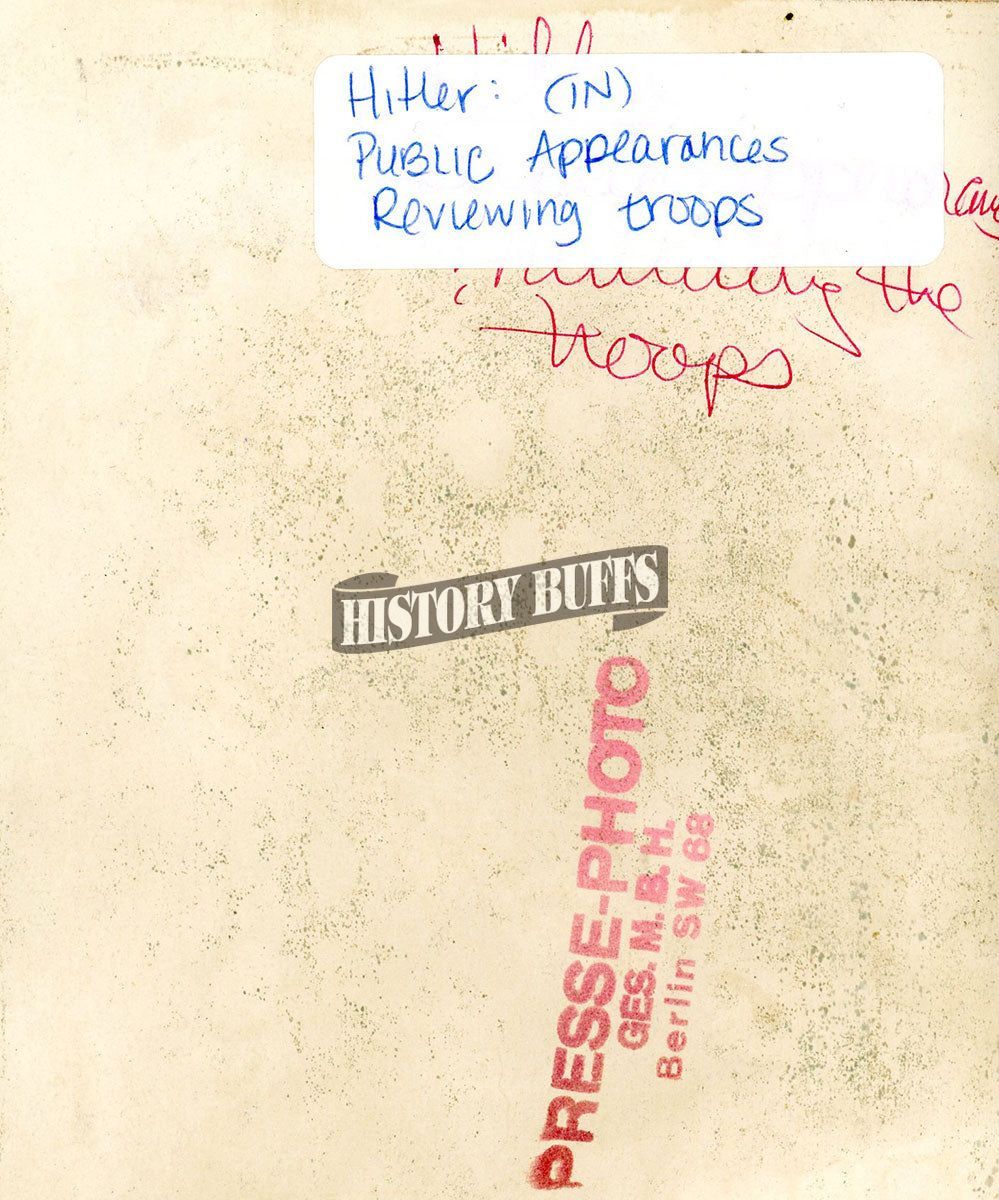 Hitler: (IN)
PUBLIC Appearances
Reviewing troops
the
troops
HISTORY BUFFS
PRESSE-PHOTO
GES. M. B. H.
Berlin SW 68